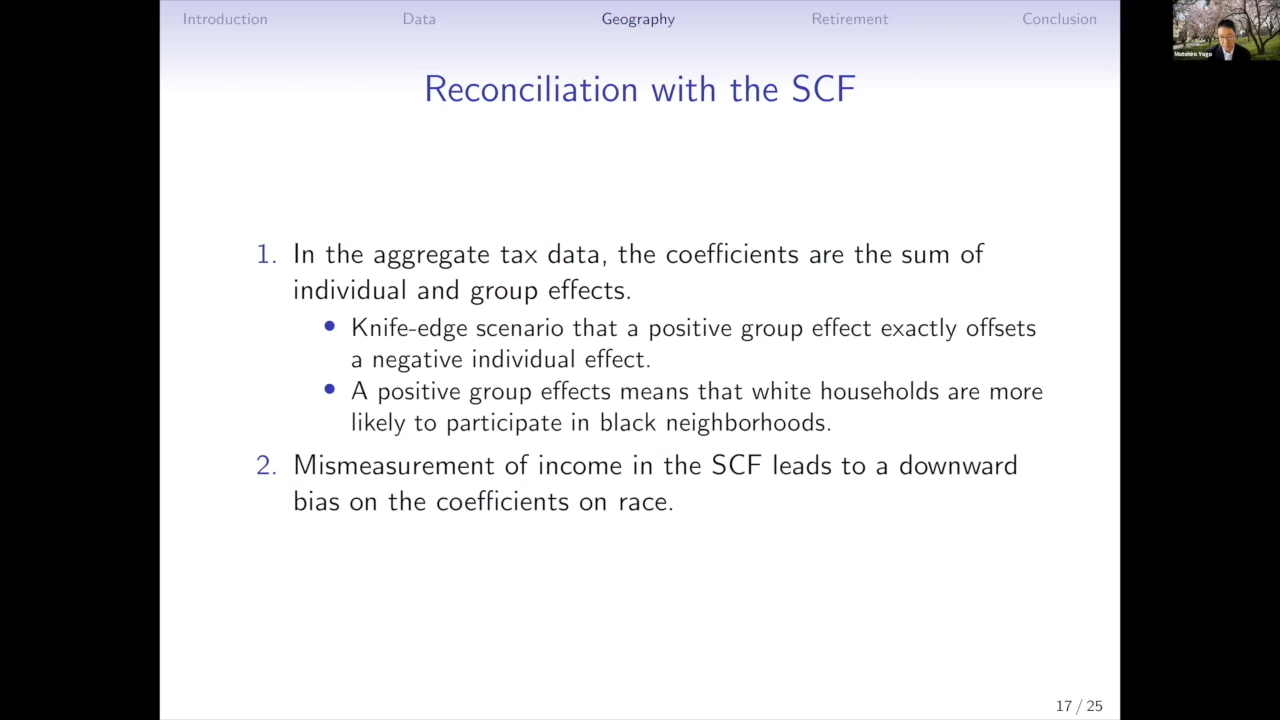 Introduction Data Geography Retirement Conclusion
Motohiro Yogo
Reconciliation with the SCF
1. In the aggregate tax data, the coefficients are the sum of
individual and group effects.
• Knife-edge scenario that a positive group effect exactly offsets
a negative individual effect.
• A positive group effects means that white households are more
likely to participate in black neighborhoods.
2. Mismeasurement of income in the SCF leads to a downward
bias on the coefficients on race.
17 / 25